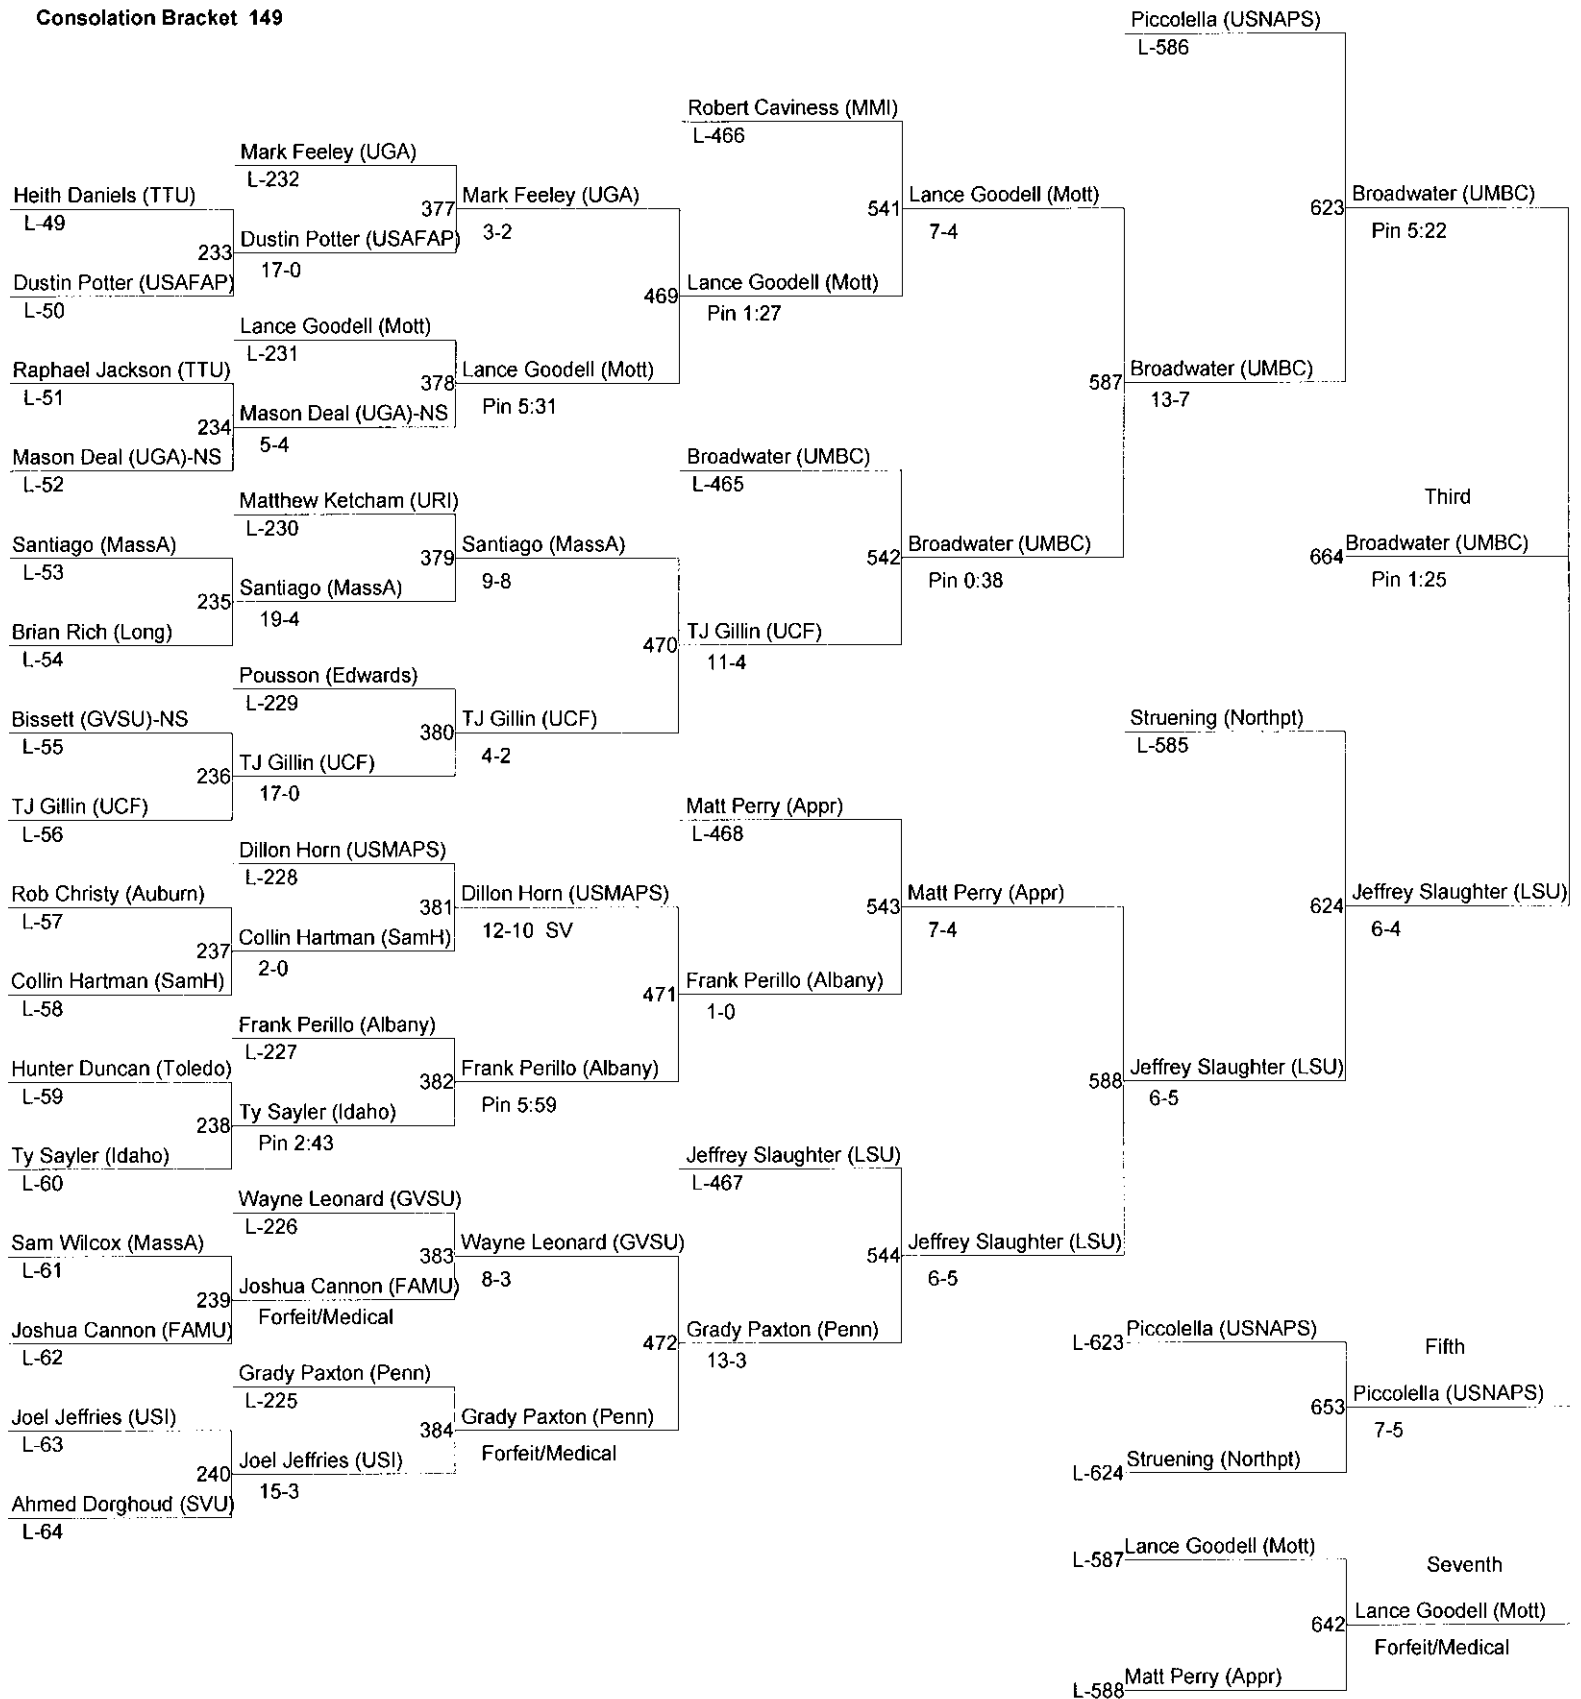 Consolation Bracket 149
Piccolella (USNAPS)
L-586
Robert Caviness (MMI)
L-466
Mark Feeley (UGA)
L-232
Heith Daniels (TTU)
L-49
377 Mark Feeley (UGA)
3-2
541 Lance Goodell (Mott)
7-4
623 Broadwater (UMBC)
Pin 5:22
233 Dustin Potter (USAFAP)
17-0
Dustin Potter (USAFAP)
L-50
469 Lance Goodell (Mott)
Pin 1:27
Lance Goodell (Mott)
L-231
Raphael Jackson (TTU)
L-51
378 Lance Goodell (Mott)
Pin 5:31
587 Broadwater (UMBC)
13-7
234 Mason Deal (UGA)-NS
5-4
Mason Deal (UGA)-NS
L-52
Broadwater (UMBC)
L-465
Matthew Ketcham (URI)
L-230
Third
Santiago (MassA)
L-53
379 Santiago (MassA)
9-8
542 Broadwater (UMBC)
Pin 0:38
664 Broadwater (UMBC)
Pin 1:25
235 Santiago (MassA)
19-4
Brian Rich (Long)
L-54
470 TJ Gillin (UCF)
11-4
Pousson (Edwards)
L-229
Bissett (GVSU)-NS
L-55
380 TJ Gillin (UCF)
4-2
Struening (Northpt)
L-585
236 TJ Gillin (UCF)
17-0
TJ Gillin (UCF)
L-56
Matt Perry (Appr)
L-468
Dillon Horn (USMAPS)
L-228
Rob Christy (Auburn)
L-57
381 Dillon Horn (USMAPS)
12-10 SV
543 Matt Perry (Appr)
7-4
624 Jeffrey Slaughter (LSU)
6-4
237 Collin Hartman (SamH)
2-0
Collin Hartman (SamH)
L-58
471 Frank Perillo (Albany)
1-0
Frank Perillo (Albany)
L-227
Hunter Duncan (Toledo)
L-59
382 Frank Perillo (Albany)
Pin 5:59
588 Jeffrey Slaughter (LSU)
6-5
238 Ty Sayler (Idaho)
Pin 2:43
Ty Sayler (Idaho)
L-60
Jeffrey Slaughter (LSU)
L-467
Wayne Leonard (GVSU)
L-226
Sam Wilcox (MassA)
L-61
383 Wayne Leonard (GVSU)
8-3
544 Jeffrey Slaughter (LSU)
6-5
239 Joshua Cannon (FAMU)
Forfeit/Medical
Joshua Cannon (FAMU)
L-62
472 Grady Paxton (Penn)
13-3
L-623 Piccolella (USNAPS)
Fifth
Grady Paxton (Penn)
L-225
Joel Jeffries (USI)
L-63
384 Grady Paxton (Penn)
Forfeit/Medical
653 Piccolella (USNAPS)
7-5
240 Joel Jeffries (USI)
15-3
L-624 Struening (Northpt)
Ahmed Dorghoud (SVU)
L-64
L-587 Lance Goodell (Mott)
Seventh
642 Lance Goodell (Mott)
Forfeit/Medical
L-588 Matt Perry (Appr)